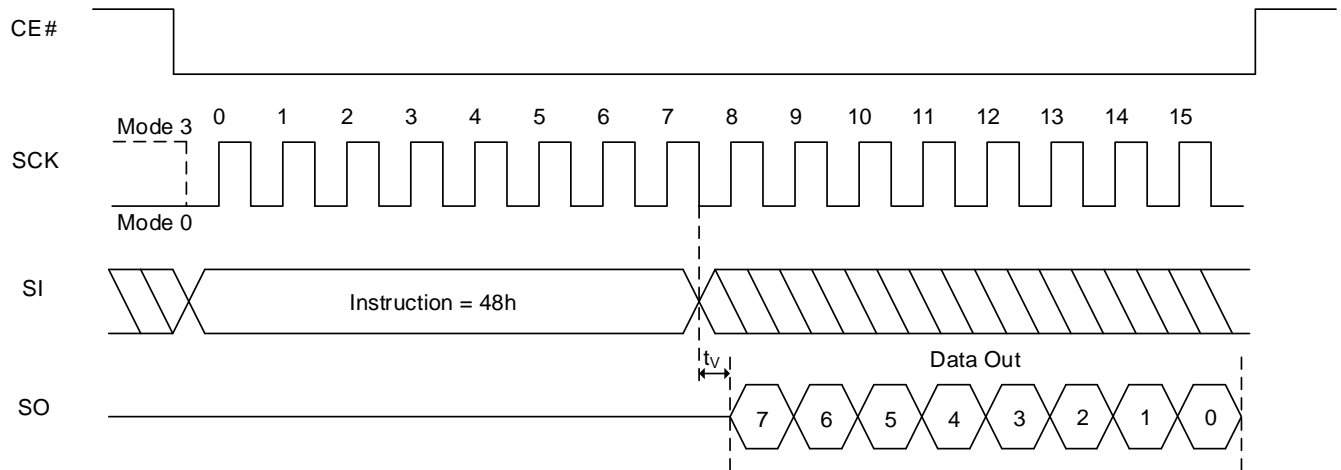 CE#
Mode 3
0 1 2 3 4 5 6 7 8 9 10 11 12 13 14 15
SCK
Mode 0
SI
Instruction = 48h
tV
Data Out
SO
7 6 5 4 3 2 1 0